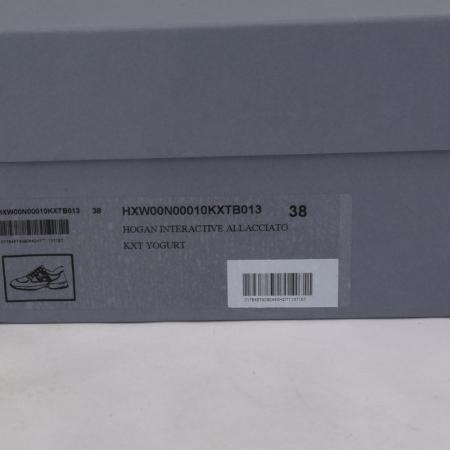 HXW00N00010KXTB013 38
HXW00N00010KXTB013 38
HOGAN INTERACTIVE ALLACCIATO
KXT YOGURT